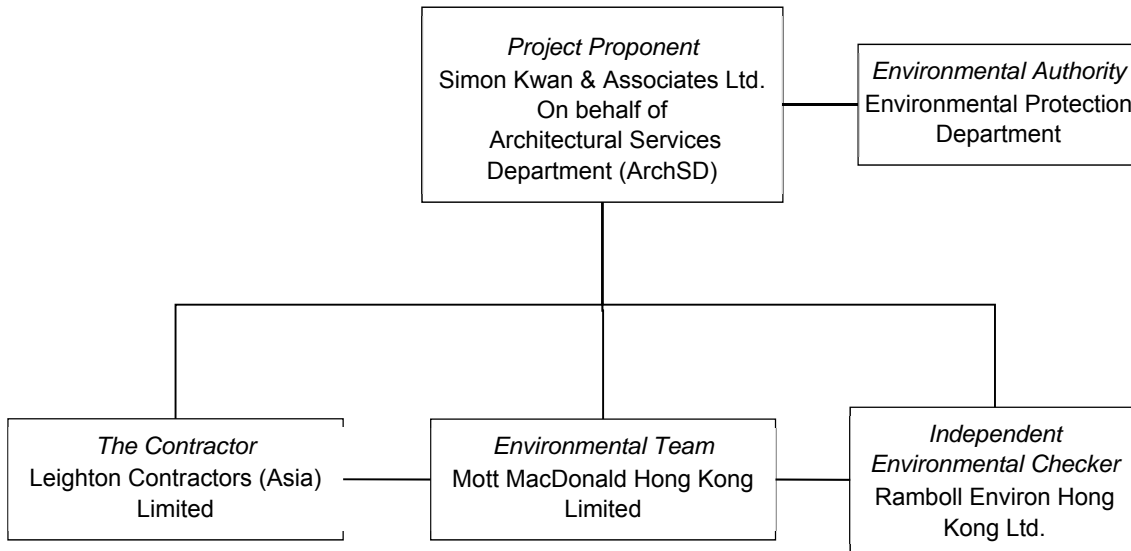 Project Proponent
Simon Kwan & Associates Ltd.
On behalf of
Architectural Services
Department (ArchSD)
Environmental Authority
Environmental Protection
Department
The Contractor
Leighton Contractors (Asia)
Limited
Environmental Team
Mott MacDonald Hong Kong
Limited
Independent
Environmental Checker
Ramboll Environ Hong
Kong Ltd.